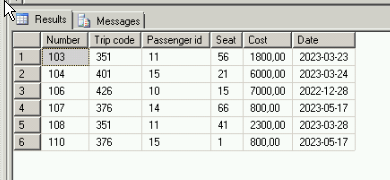 Results Messages
Number Trip code Passenger id Seat Cost Date
1 103 351 11 56 1800,00 2023-03-23
2 104 401 15 21 6000,00 2023-03-24
3 106 426 10 15 7000,00 2022-12-28
4 107 376 14 66 800,00 2023-05-17
5 108 351 11 41 2300,00 2023-03-28
6 110 376 15 1 800,00 2023-05-17